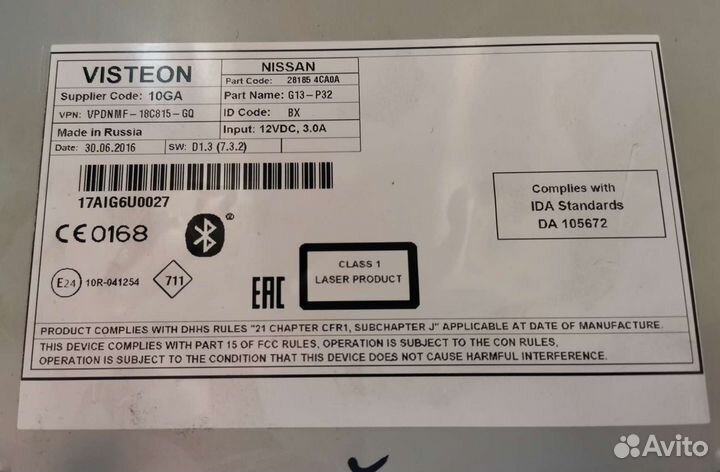 VISTEON
NISSAN
Part Code: 28185 4CA0A
Supplier Code: 10GA
Part Name: G13-P32
VPN: VPDNMF-18C815-GQ
ID Code: BX
Made in Russia
Input: 12VDC, 3.0A
Date: 30.06.2016
SW: D1.3 (7.3.2)
17AIG6U0027
Complies with
IDA Standards
DA 105672
CE0168
®
CLASS 1
LASER PRODUCT
E24
10R-041254
711
EAC
PRODUCT COMPLIES WITH DHHS RULES "21 CHAPTER CFR1, SUBCHAPTER J" APPLICABLE AT DATE OF MANUFACTURE.
THIS DEVICE COMPLIES WITH PART 15 OF FCC RULES, OPERATION IS SUBJECT TO THE CON RULES,
OPERATION IS SUBJECT TO THE CONDITION THAT THIS DEVICE DOES NOT CAUSE HARMFUL INTERFERENCE.
Avito